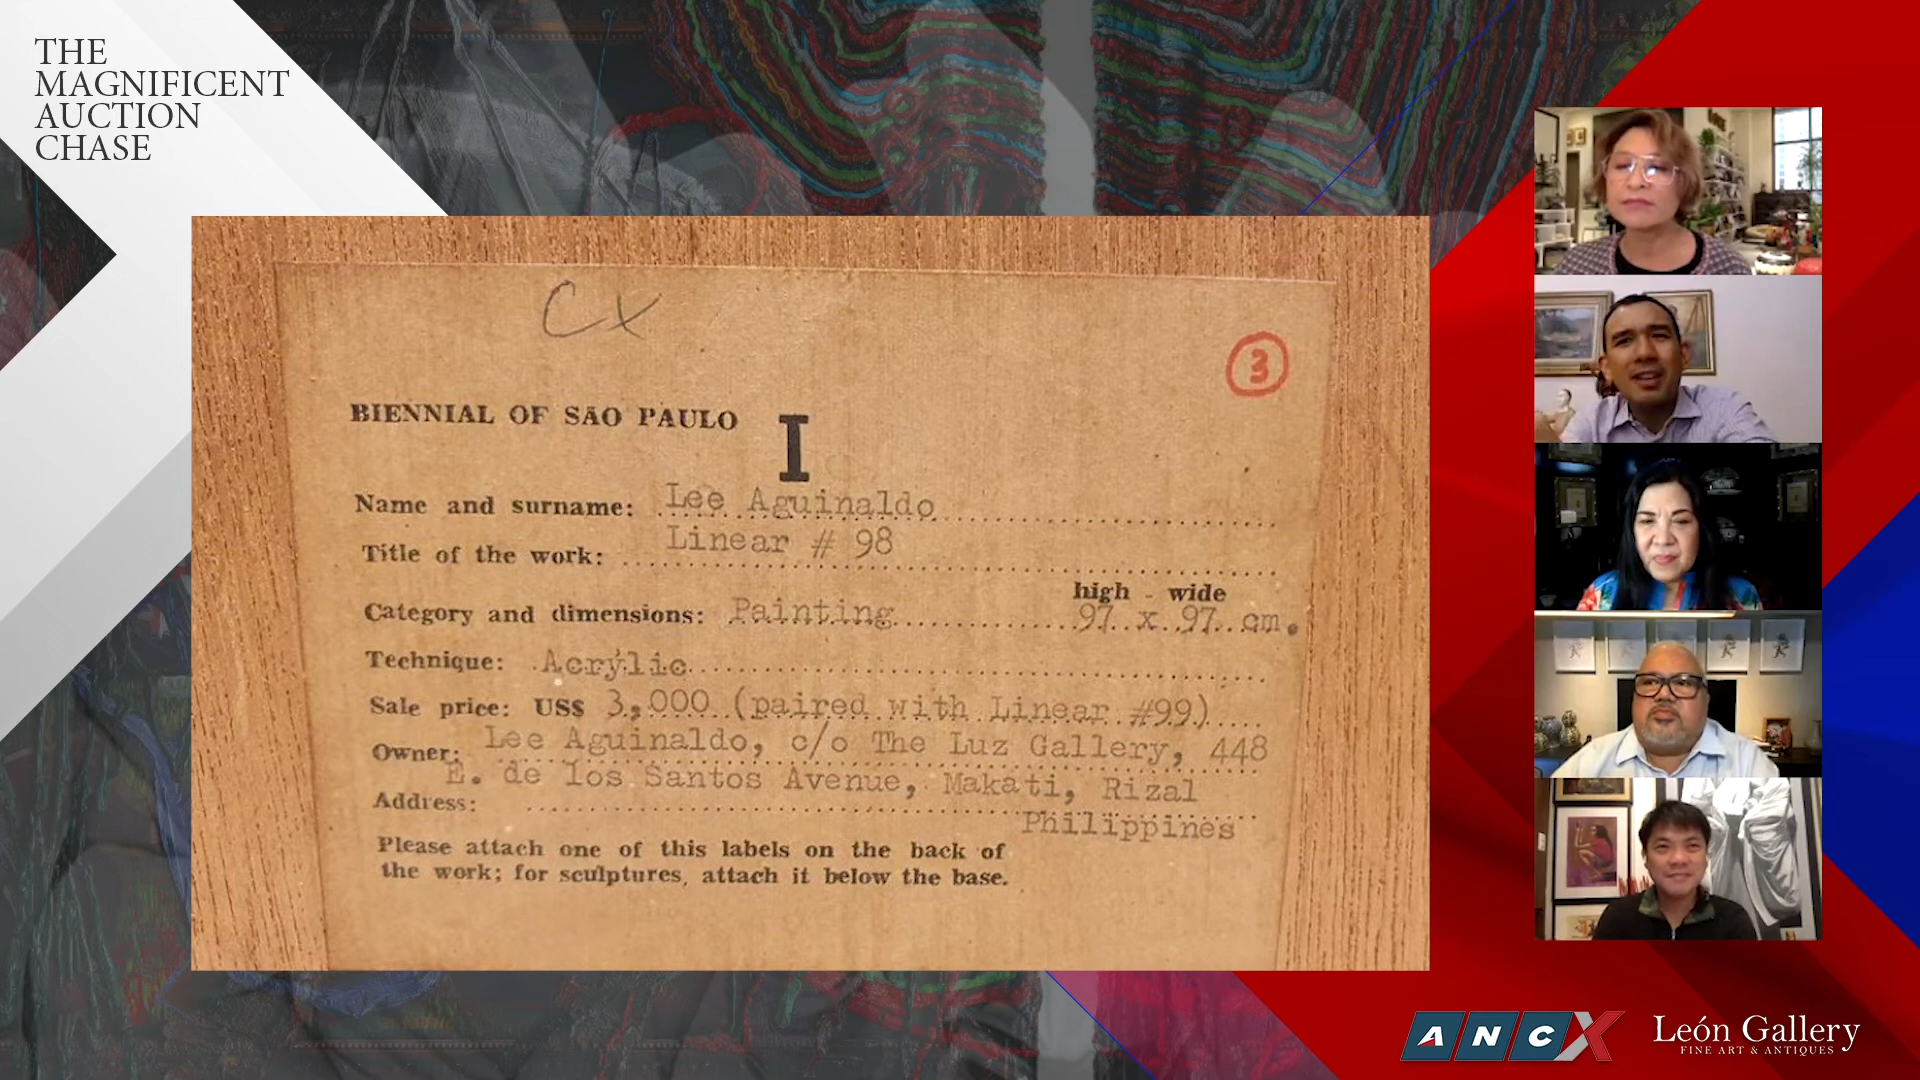 THE
MAGNIFICENT
AUCTION
CHASE
CX
3
BIENNIAL OF SÃO PAULO I
Name and surname: Lee Aguinaldo
Title of the work: Linear # 98
high - wide
Category and dimensions: Painting 97 x 97 cm.
Technique: Acrylic
Sale price: US$ 3,000 (paired with Linear #99)
Owner: Lee Aguinaldo, c/o The Luz Gallery, 448
E. de los Santos Avenue, Makati, Rizal
Address:
Philippines
Please attach one of this labels on the back of
the work; for sculptures, attach it below the base.
ANCX
León Gallery
FINE ART & ANTIQUES